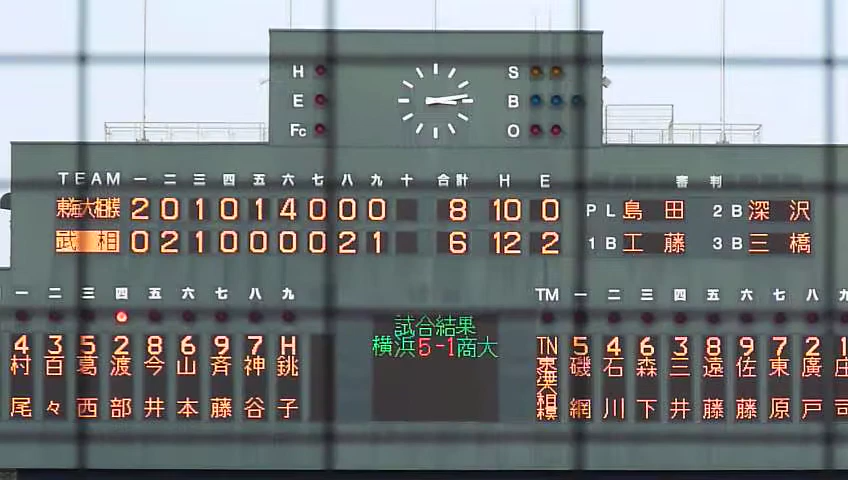 H S
E B
Fc O
TEAM 一 二 三 四 五 六 七 八 九 十 合計 H E 審判
東海大相模 2 0 1 0 1 4 0 0 0 8 10 0 PL 島田 2B 深沢
武相 0 2 1 0 0 0 0 2 1 6 12 2 1B 工藤 3B 三橋
一 二 三 四 五 六 七 八 九 TM 一 二 三 四 五 六 七 八 九
試合結果
横浜 5-1 商大
4 3 5 2 8 6 9 7 H
村尾 百々 葛西 渡部 今井 山本 斉藤 神谷 銚子
TN 5 4 6 3 8 9 7 2 1
東海大相模 磯網 石川 森下 三井 遠藤 佐藤 東原 廣戸 庄司